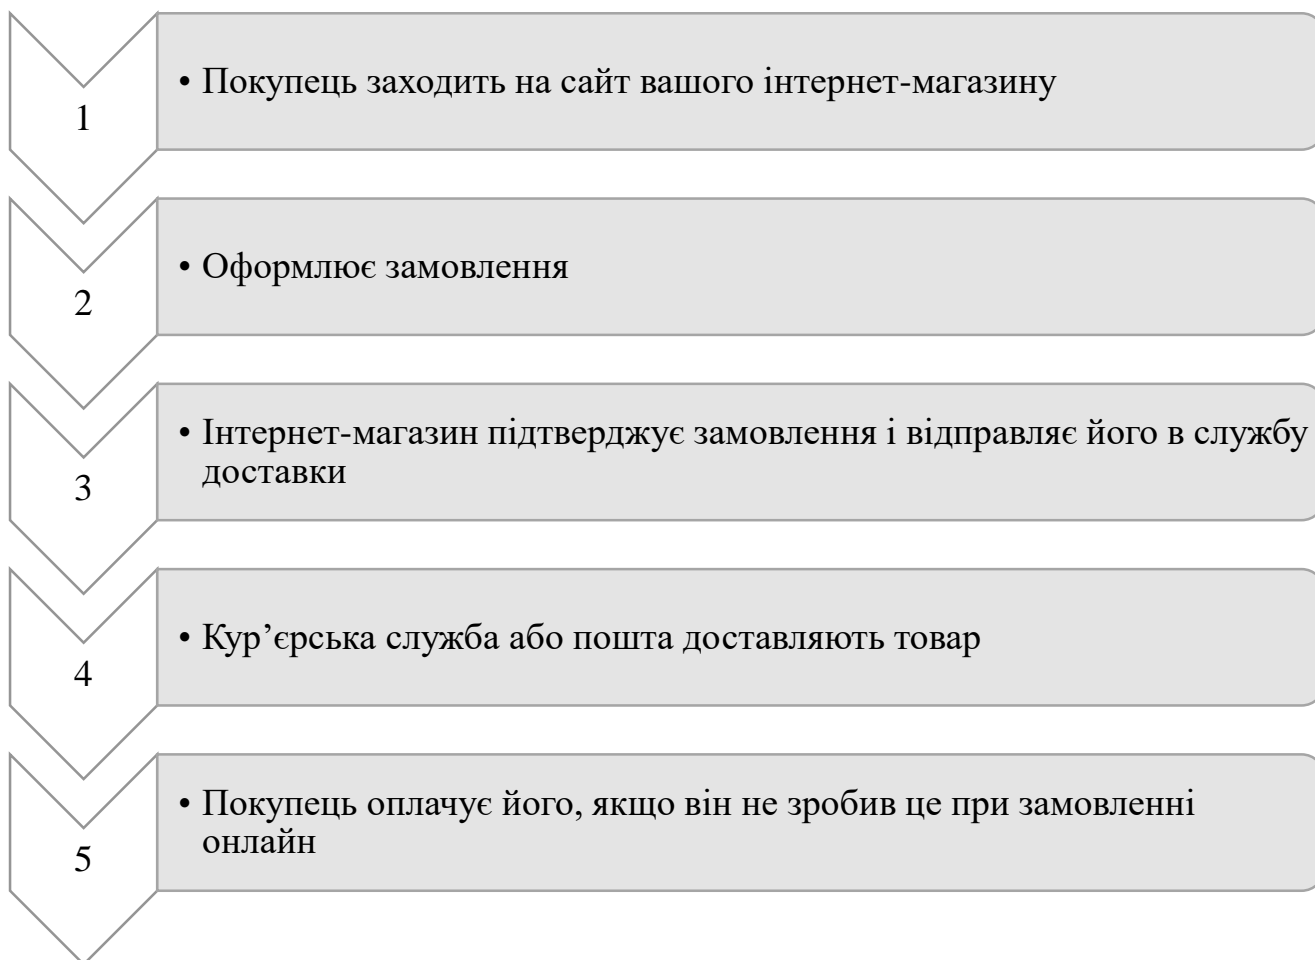 1
• Покупець заходить на сайт вашого інтернет-магазину
2
• Оформлює замовлення
3
• Інтернет-магазин підтверджує замовлення і відправляє його в службу
доставки
4
• Кур’єрська служба або пошта доставляють товар
5
• Покупець оплачує його, якщо він не зробив це при замовленні
онлайн